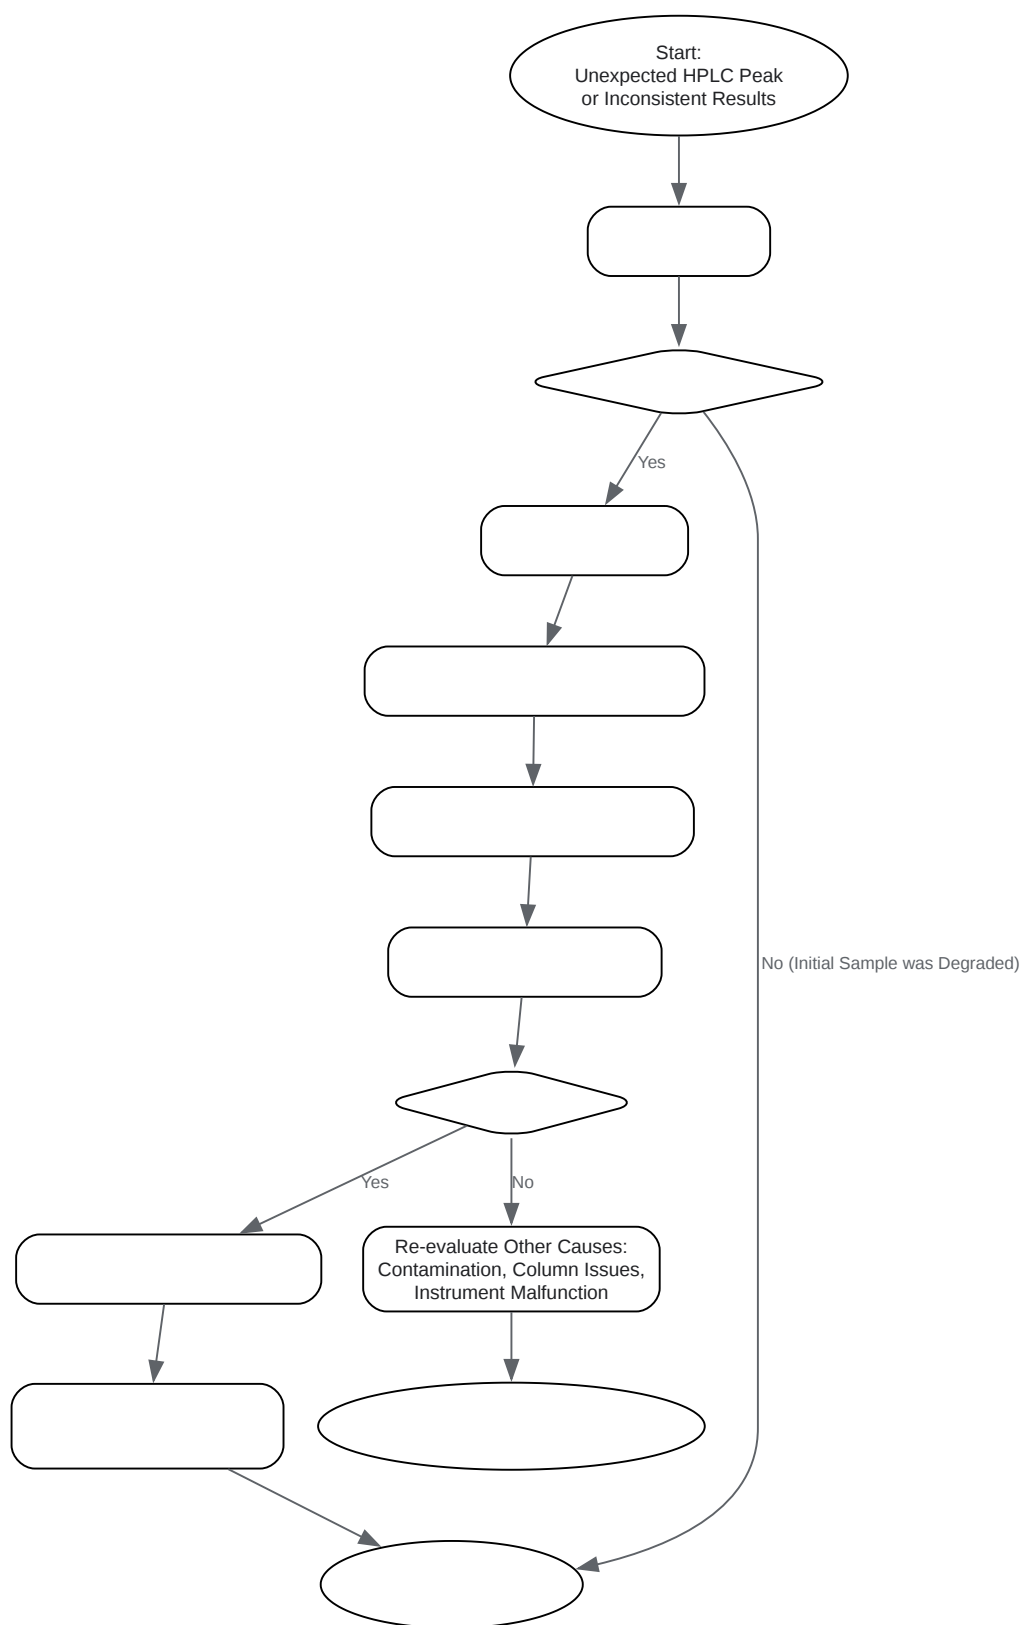 Start:
Unexpected HPLC Peak
or Inconsistent Results
Yes
No (Initial Sample was Degraded)
Yes
No
Re-evaluate Other Causes:
Contamination, Column Issues,
Instrument Malfunction